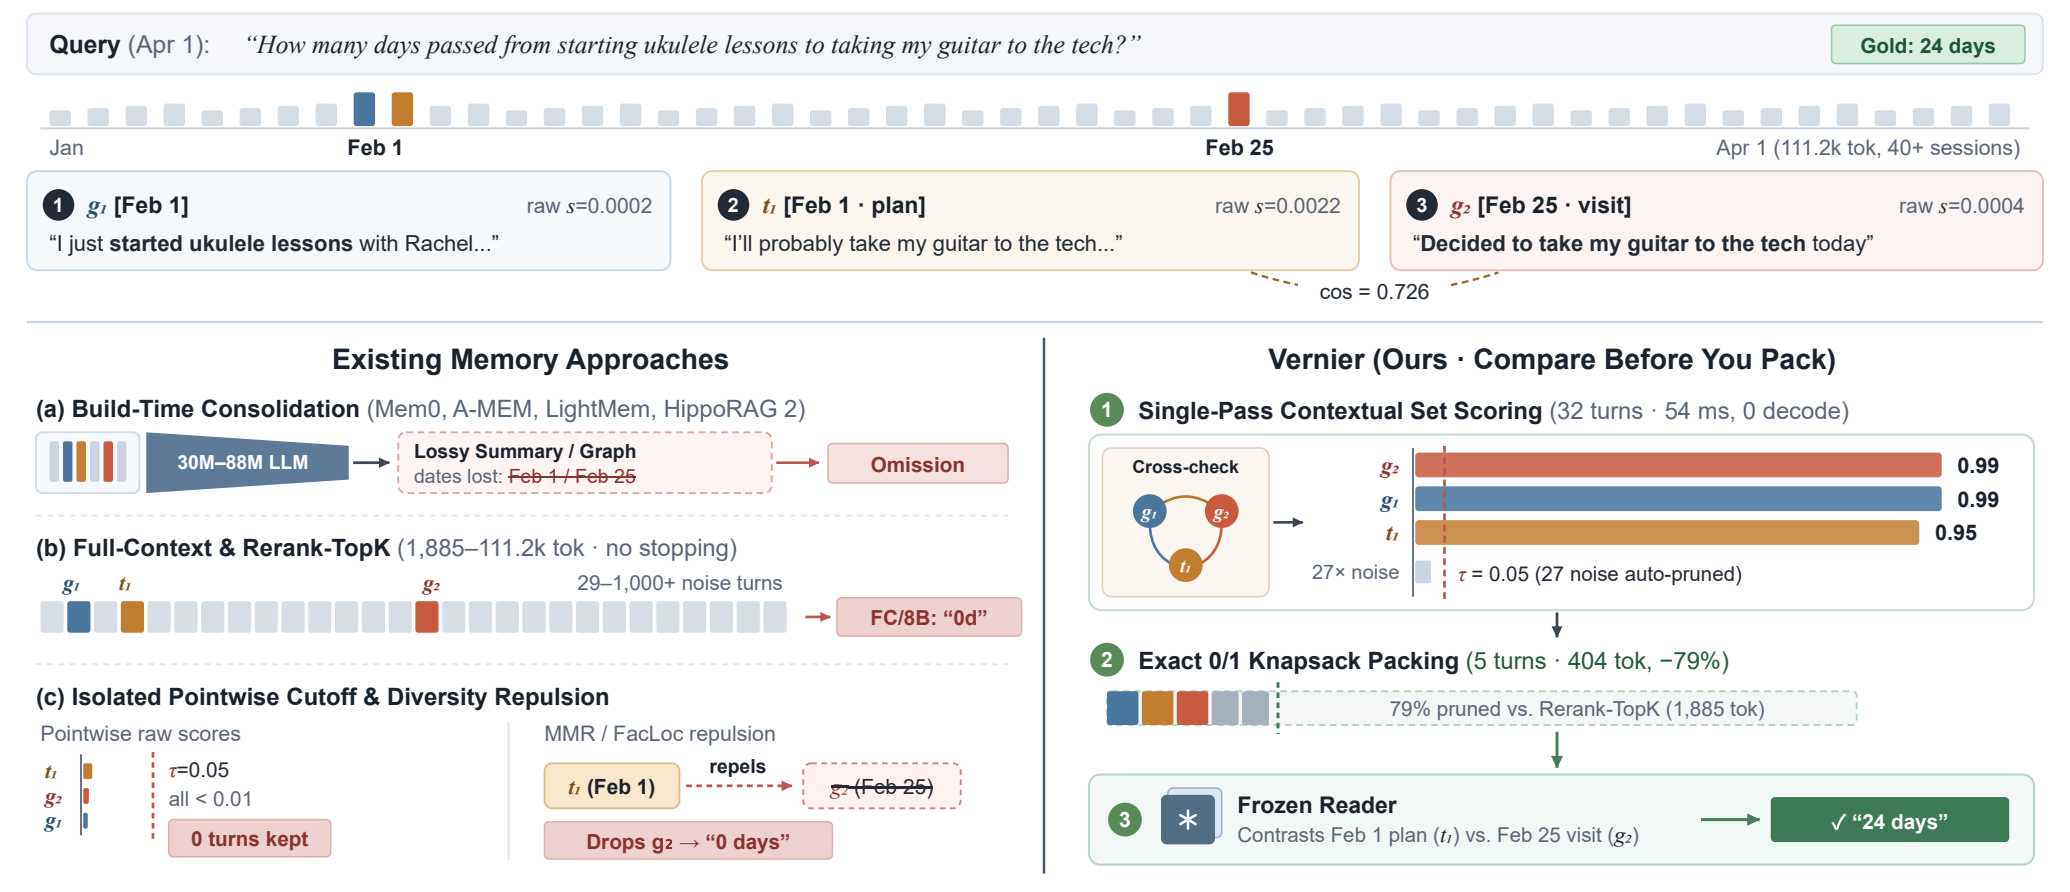 Query (Apr 1): “How many days passed from starting ukulele lessons to taking my guitar to the tech?” Gold: 24 days
Jan Feb 1 Feb 25 Apr 1 (111.2k tok, 40+ sessions)
1 g₁ [Feb 1] raw s=0.0002
“I just started ukulele lessons with Rachel...”
2 t₁ [Feb 1 · plan] raw s=0.0022
“I’ll probably take my guitar to the tech...”
3 g₂ [Feb 25 · visit] raw s=0.0004
“Decided to take my guitar to the tech today”
cos = 0.726
Existing Memory Approaches
(a) Build-Time Consolidation (Mem0, A-MEM, LightMem, HippoRAG 2)
30M–88M LLM
Lossy Summary / Graph
dates lost: Feb 1 / Feb 25
Omission
(b) Full-Context & Rerank-TopK (1,885–111.2k tok · no stopping)
g₁ t₁ g₂ 29–1,000+ noise turns
FC/8B: “0d”
(c) Isolated Pointwise Cutoff & Diversity Repulsion
Pointwise raw scores
t₁
g₂
g₁
τ=0.05
all < 0.01
0 turns kept
MMR / FacLoc repulsion
t₁ (Feb 1) repels g₂ (Feb 25)
Drops g₂ → “0 days”
Vernier (Ours · Compare Before You Pack)
1 Single-Pass Contextual Set Scoring (32 turns · 54 ms, 0 decode)
Cross-check
g₁ g₂
t₁
g₂ 0.99
g₁ 0.99
t₁ 0.95
27× noise τ = 0.05 (27 noise auto-pruned)
2 Exact 0/1 Knapsack Packing (5 turns · 404 tok, −79%)
79% pruned vs. Rerank-TopK (1,885 tok)
3 Frozen Reader
Contrasts Feb 1 plan (t₁) vs. Feb 25 visit (g₂)
✓ “24 days”